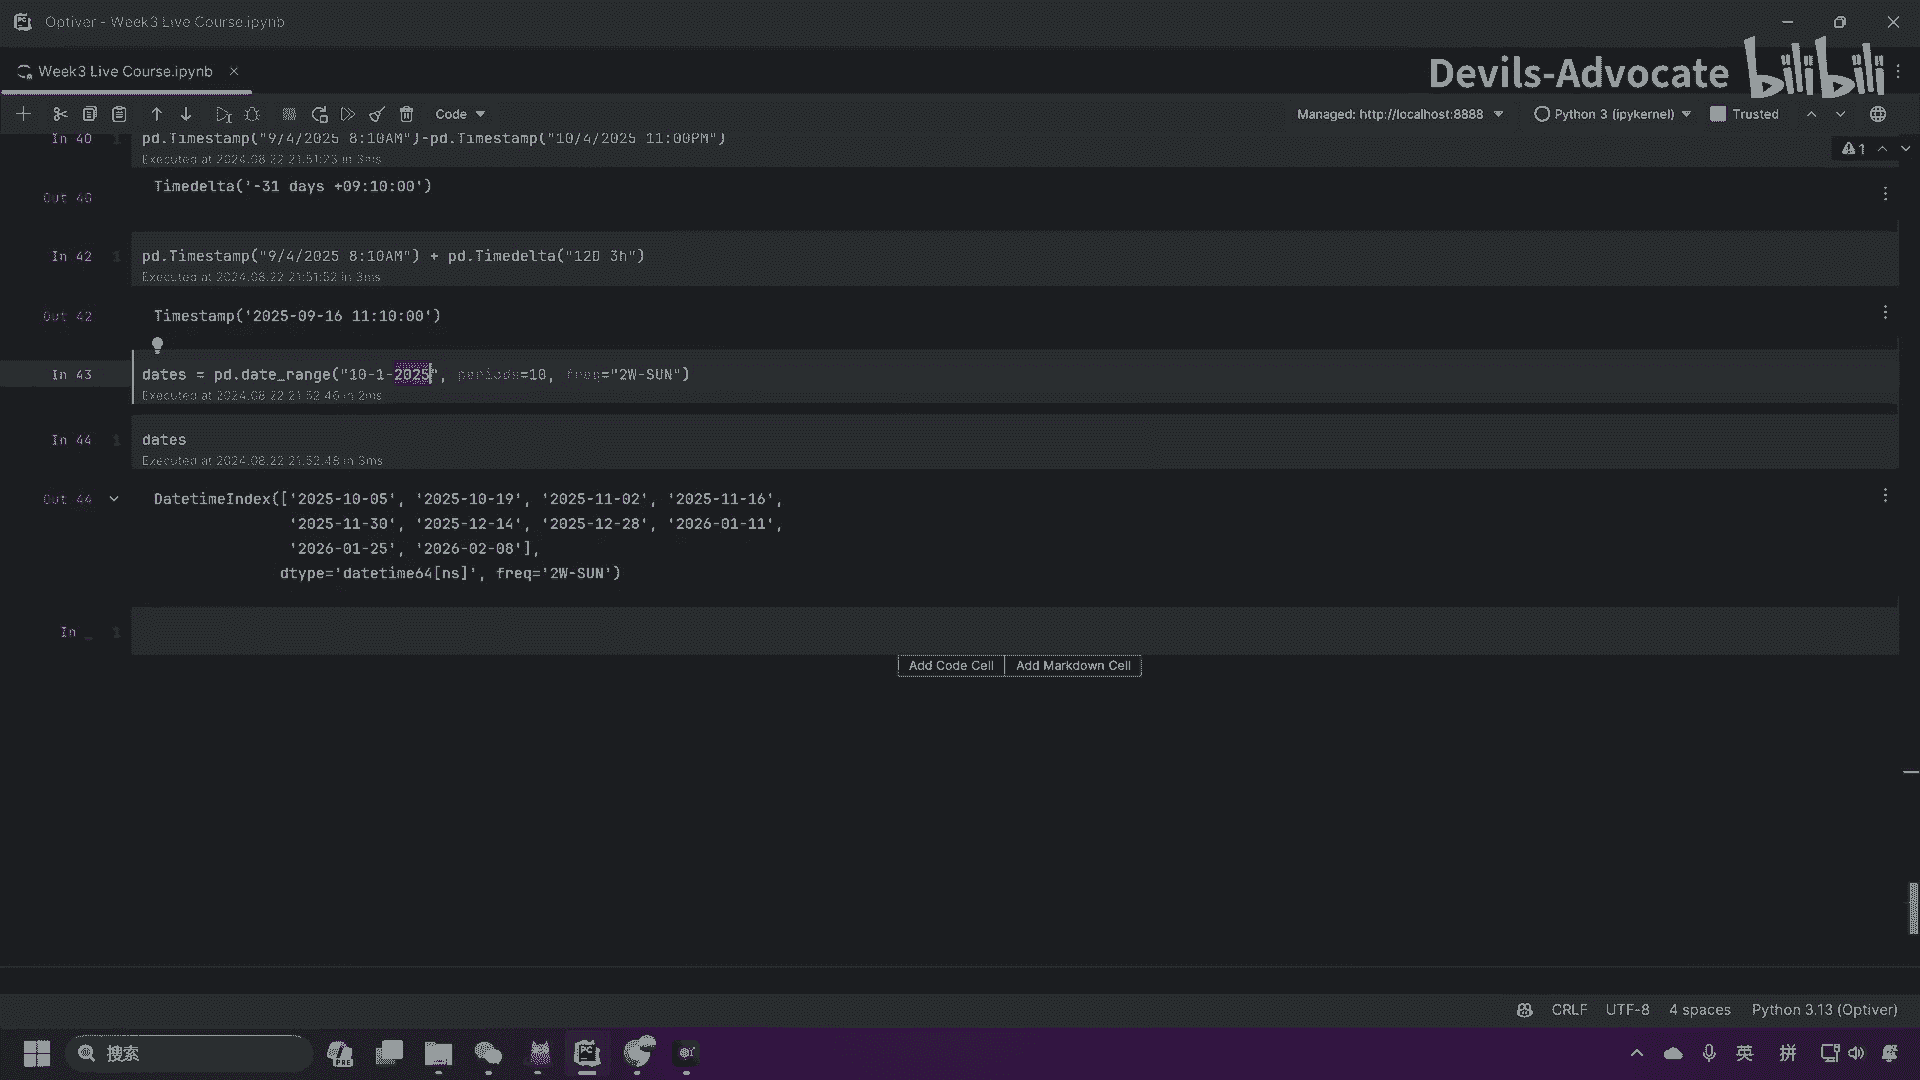 Optiver - Week3 Live Course.ipynb
Week3 Live Course.ipynb
Devils-Advocate bilibili
Code
Managed: http://localhost:8888
Python 3 (ipykernel)
Trusted
In 40 1 pd.Timestamp("9/4/2025 8:10AM")-pd.Timestamp("10/4/2025 11:00PM")
Executed at 2024.08.22 21:51:23 in 3ms
1
Out 40 Timedelta('-31 days +09:10:00')
In 42 1 pd.Timestamp("9/4/2025 8:10AM") + pd.Timedelta("12D 3h")
Executed at 2024.08.22 21:51:52 in 3ms
Out 42 Timestamp('2025-09-16 11:10:00')
In 43 dates = pd.date_range("10-1-2025", periods=10, freq="2W-SUN")
Executed at 2024.08.22 21:52:46 in 2ms
In 44 1 dates
Executed at 2024.08.22 21:52:48 in 3ms
Out 44 DatetimeIndex(['2025-10-05', '2025-10-19', '2025-11-02', '2025-11-16',
'2025-11-30', '2025-12-14', '2025-12-28', '2026-01-11',
'2026-01-25', '2026-02-08'],
dtype='datetime64[ns]', freq='2W-SUN')
In _ 1
Add Code Cell Add Markdown Cell
CRLF UTF-8 4 spaces Python 3.13 (Optiver)
搜索
PRE
PC
英 拼